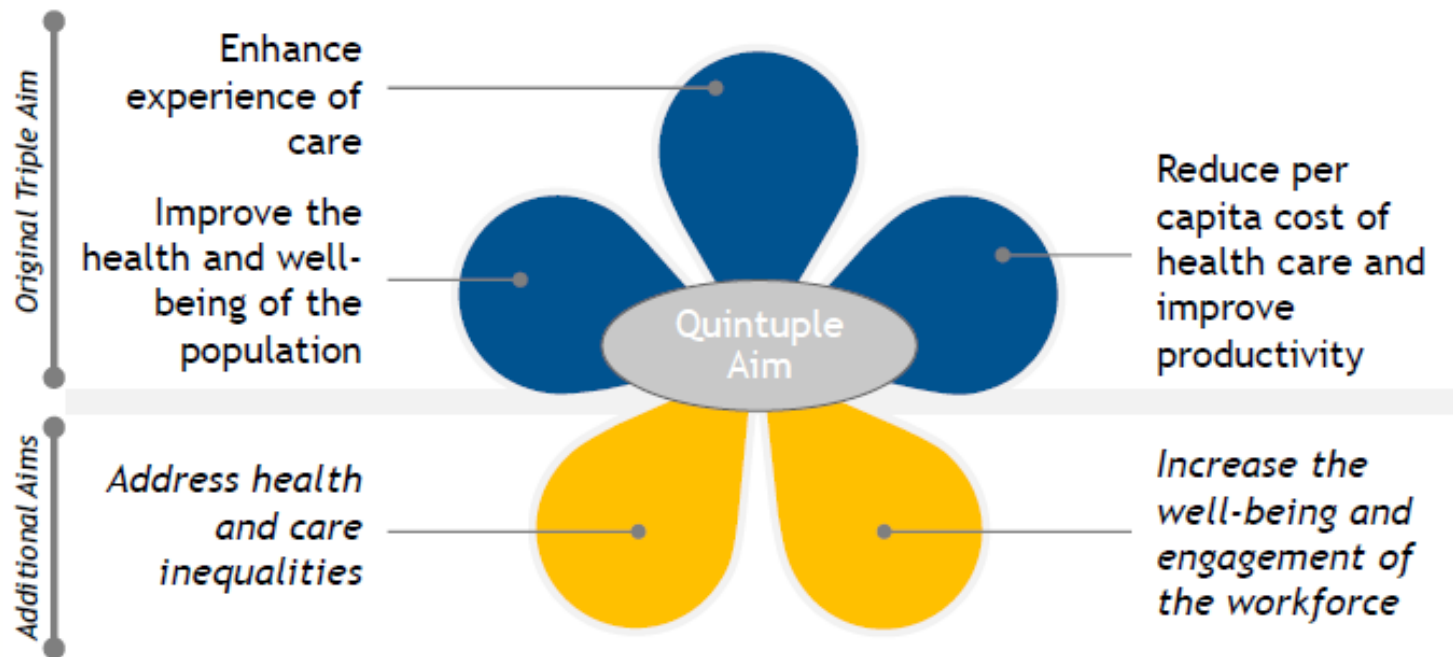 Original Triple Aim
Enhance
experience of
care
Improve the
health and well-
being of the
population
Reduce per
capita cost of
health care and
improve
productivity
Quintuple
Aim
Additional Aims
Address health
and care
inequalities
Increase the
well-being and
engagement of
the workforce